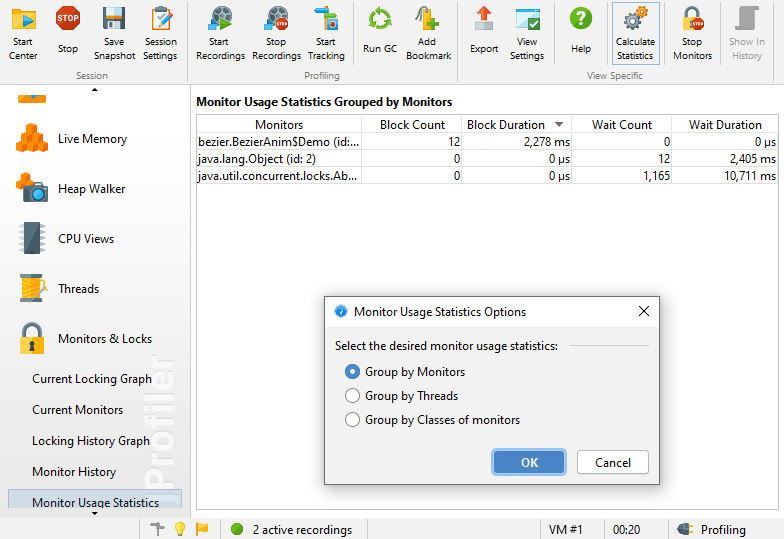 Start Center
Stop
Save Snapshot
Session Settings
Start Recordings
Stop Recordings
Start Tracking
Run GC
Add Bookmark
Export
View Settings
Help
Calculate Statistics
Stop Monitors
Show In History
Session
Profiling
View Specific
Live Memory
Heap Walker
CPU Views
Threads
Monitors & Locks
Current Locking Graph
Current Monitors
Locking History Graph
Monitor History
Monitor Usage Statistics
Profiler
Monitor Usage Statistics Grouped by Monitors
Monitors Block Count Block Duration Wait Count Wait Duration
bezier.BezierAnim$Demo (id:... 12 2,278 ms 0 0 µs
java.lang.Object (id: 2) 0 0 µs 12 2,405 ms
java.util.concurrent.locks.Ab... 0 0 µs 1,165 10,711 ms
Monitor Usage Statistics Options
Select the desired monitor usage statistics:
Group by Monitors
Group by Threads
Group by Classes of monitors
OK Cancel
2 active recordings VM #1 00:20 Profiling